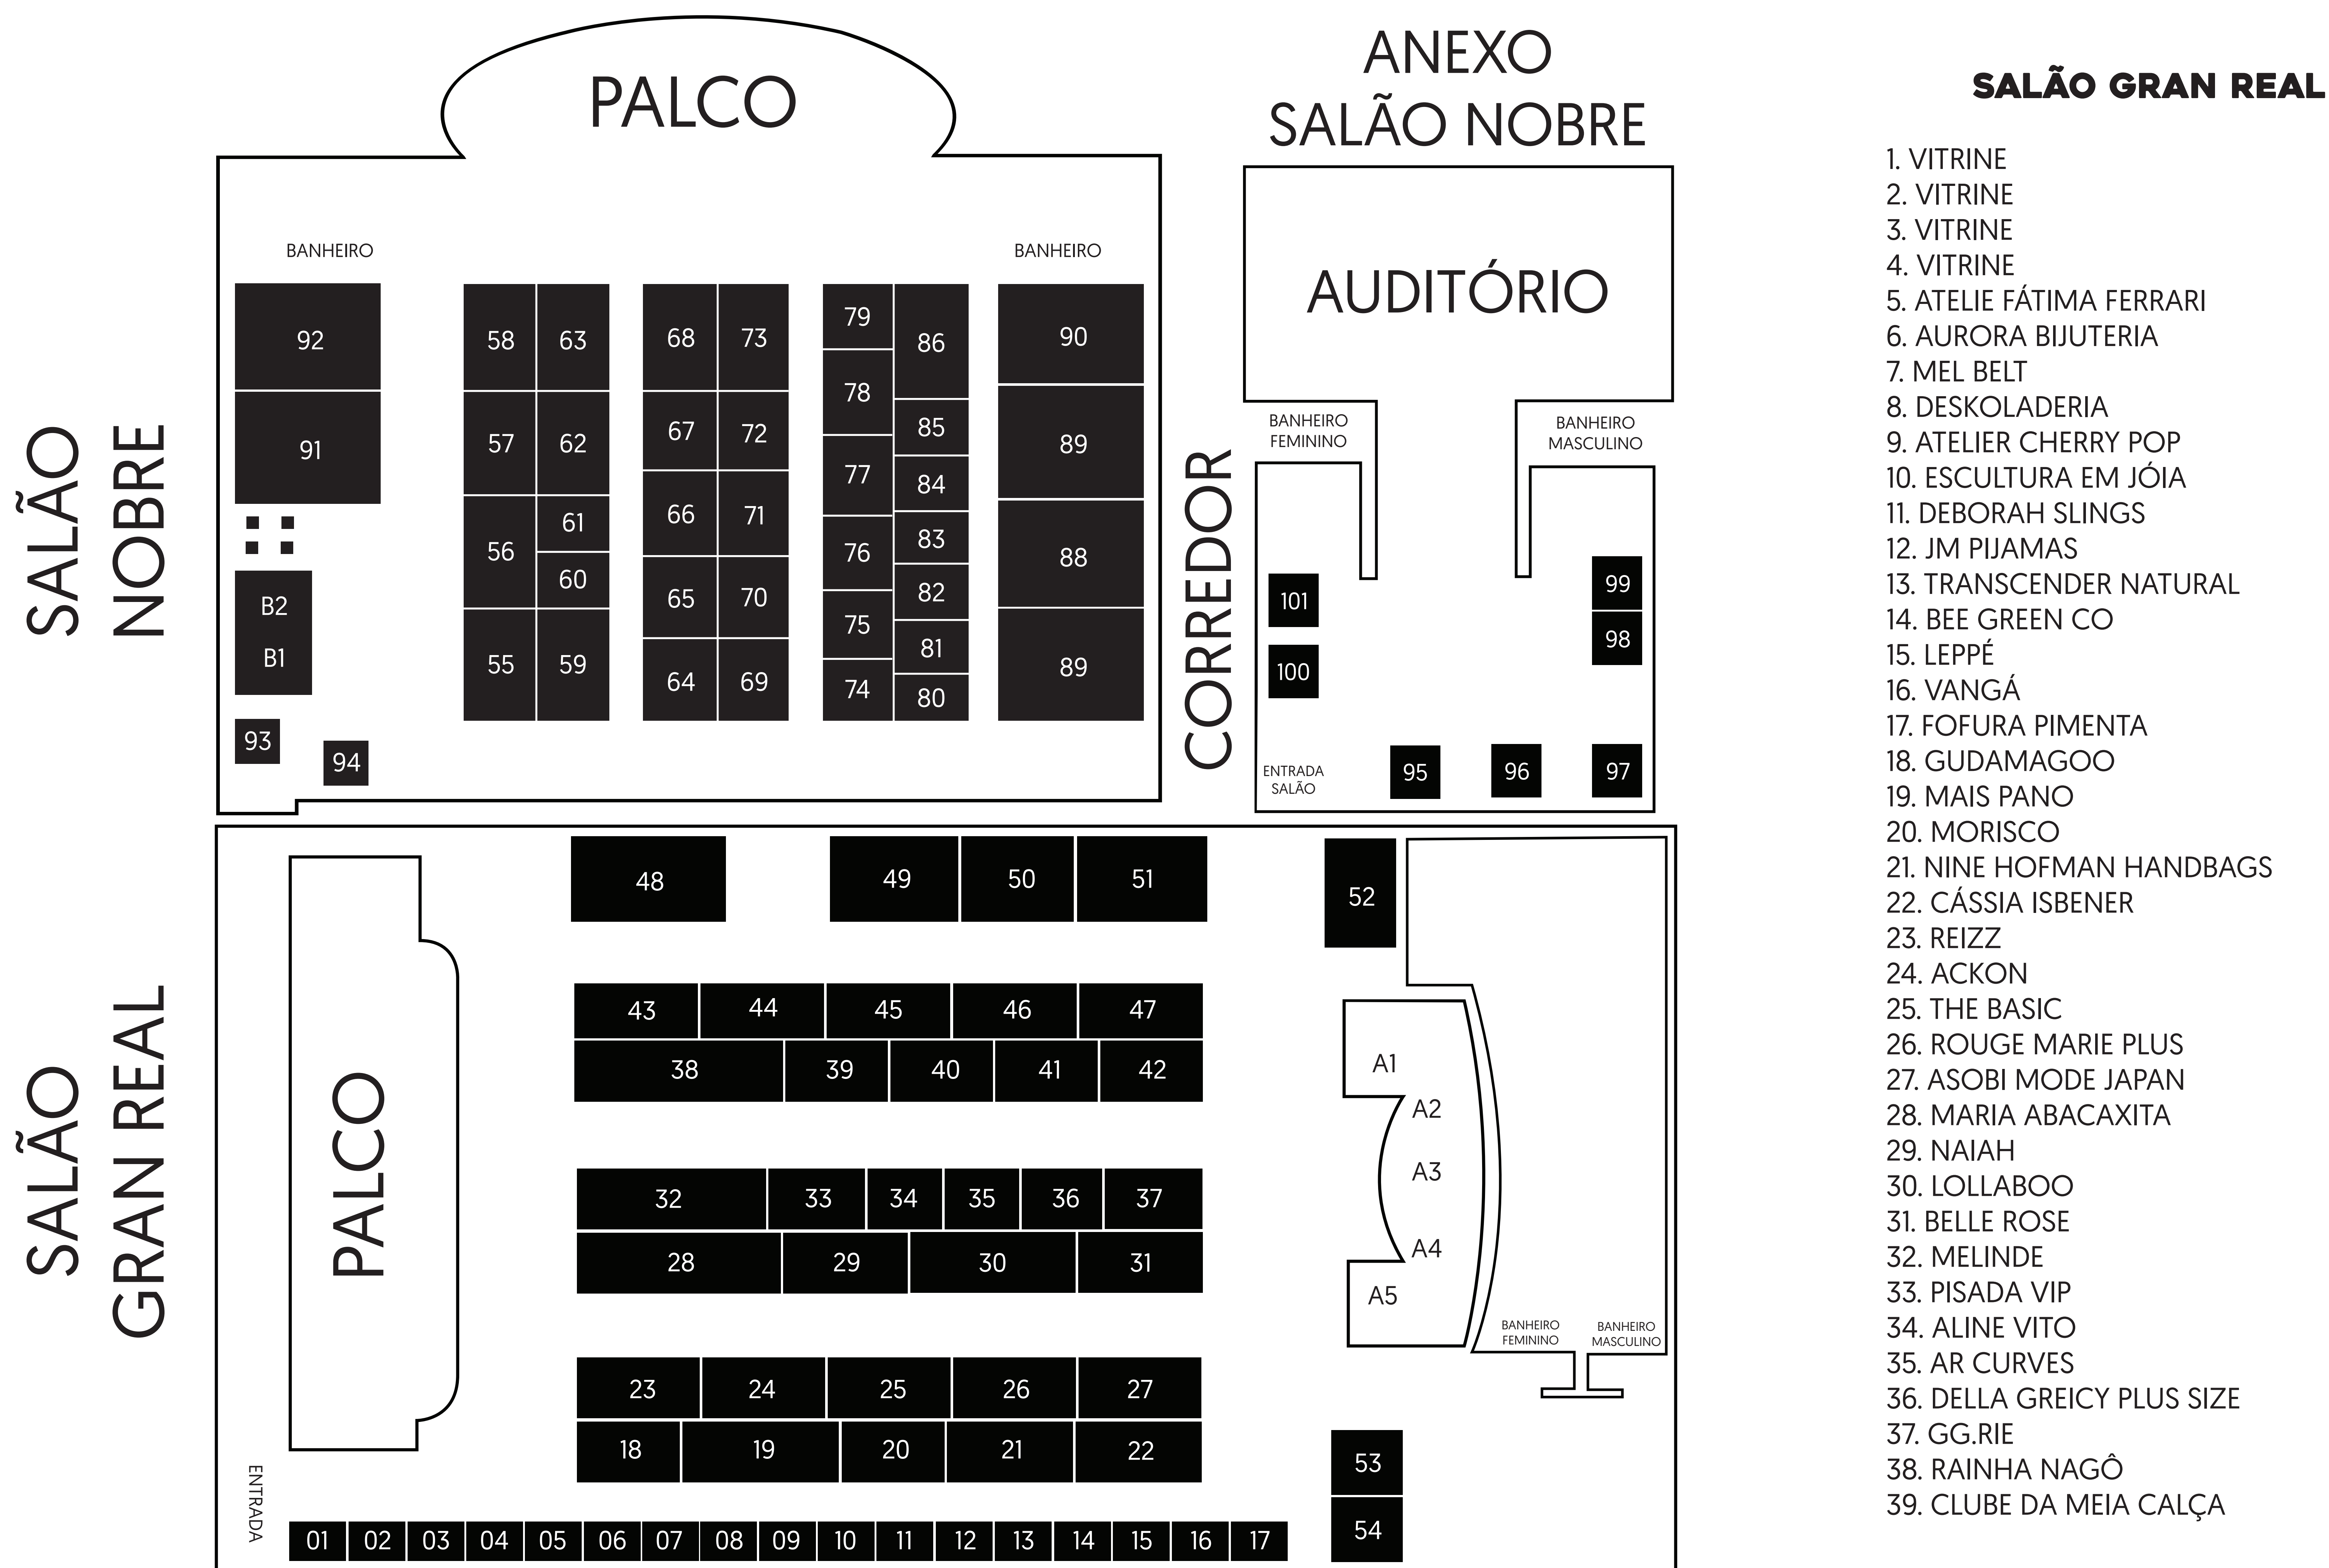 PALCO
ANEXO
SALÃO NOBRE
SALÃO
NOBRE
BANHEIRO
BANHEIRO
92
91
B2
B1
93
94
58 63
57 62
56 61
60
55 59
68 73
67 72
66 71
65 70
64 69
79
78
77
76
75
74
86
85
84
83
82
81
80
90
89
88
89
CORREDOR
AUDITÓRIO
BANHEIRO
FEMININO
BANHEIRO
MASCULINO
101
100
99
98
ENTRADA
SALÃO
95 96 97
SALÃO
GRAN REAL
PALCO
ENTRADA
48 49 50 51 52
43 44 45 46 47
38 39 40 41 42
32 33 34 35 36 37
28 29 30 31
23 24 25 26 27
18 19 20 21 22
01 02 03 04 05 06 07 08 09 10 11 12 13 14 15 16 17
A1
A2
A3
A4
A5
BANHEIRO
FEMININO
BANHEIRO
MASCULINO
53
54
SALÃO GRAN REAL
1. VITRINE
2. VITRINE
3. VITRINE
4. VITRINE
5. ATELIE FÁTIMA FERRARI
6. AURORA BIJUTERIA
7. MEL BELT
8. DESKOLADERIA
9. ATELIER CHERRY POP
10. ESCULTURA EM JÓIA
11. DEBORAH SLINGS
12. JM PIJAMAS
13. TRANSCENDER NATURAL
14. BEE GREEN CO
15. LEPPÉ
16. VANGÁ
17. FOFURA PIMENTA
18. GUDAMAGOO
19. MAIS PANO
20. MORISCO
21. NINE HOFMAN HANDBAGS
22. CÁSSIA ISBENER
23. REIZZ
24. ACKON
25. THE BASIC
26. ROUGE MARIE PLUS
27. ASOBI MODE JAPAN
28. MARIA ABACAXITA
29. NAIAH
30. LOLLABOO
31. BELLE ROSE
32. MELINDE
33. PISADA VIP
34. ALINE VITO
35. AR CURVES
36. DELLA GREICY PLUS SIZE
37. GG.RIE
38. RAINHA NAGÔ
39. CLUBE DA MEIA CALÇA